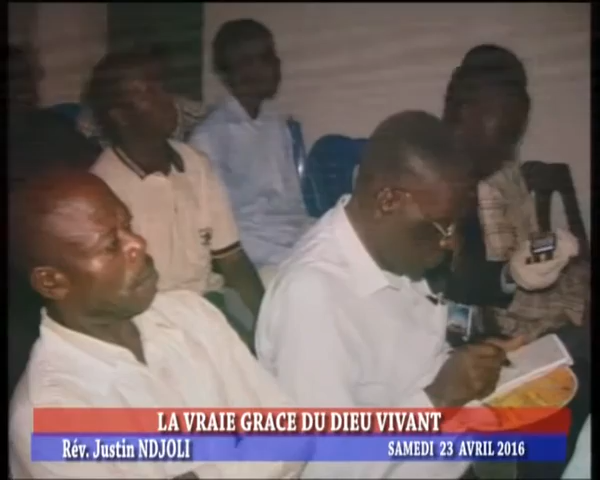 LA VRAIE GRACE DU DIEU VIVANT
Rév. Justin NDJOLI
SAMEDI 23 AVRIL 2016